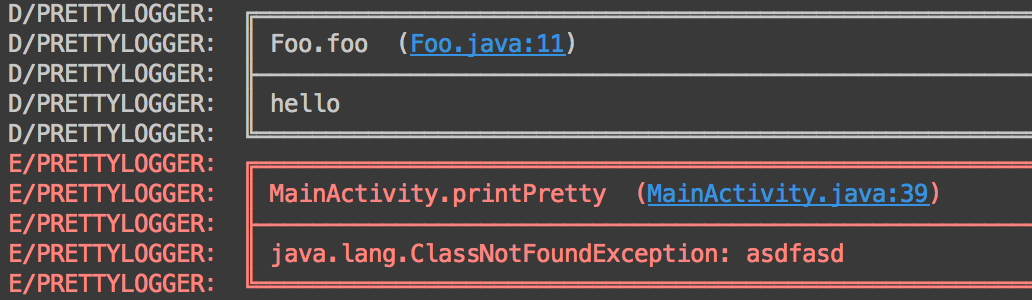 D/PRETTYLOGGER:
D/PRETTYLOGGER: Foo.foo  (Foo.java:11)
D/PRETTYLOGGER:
D/PRETTYLOGGER: hello
D/PRETTYLOGGER:
E/PRETTYLOGGER:
E/PRETTYLOGGER: MainActivity.printPretty  (MainActivity.java:39)
E/PRETTYLOGGER:
E/PRETTYLOGGER: java.lang.ClassNotFoundException: asdfasd
E/PRETTYLOGGER: